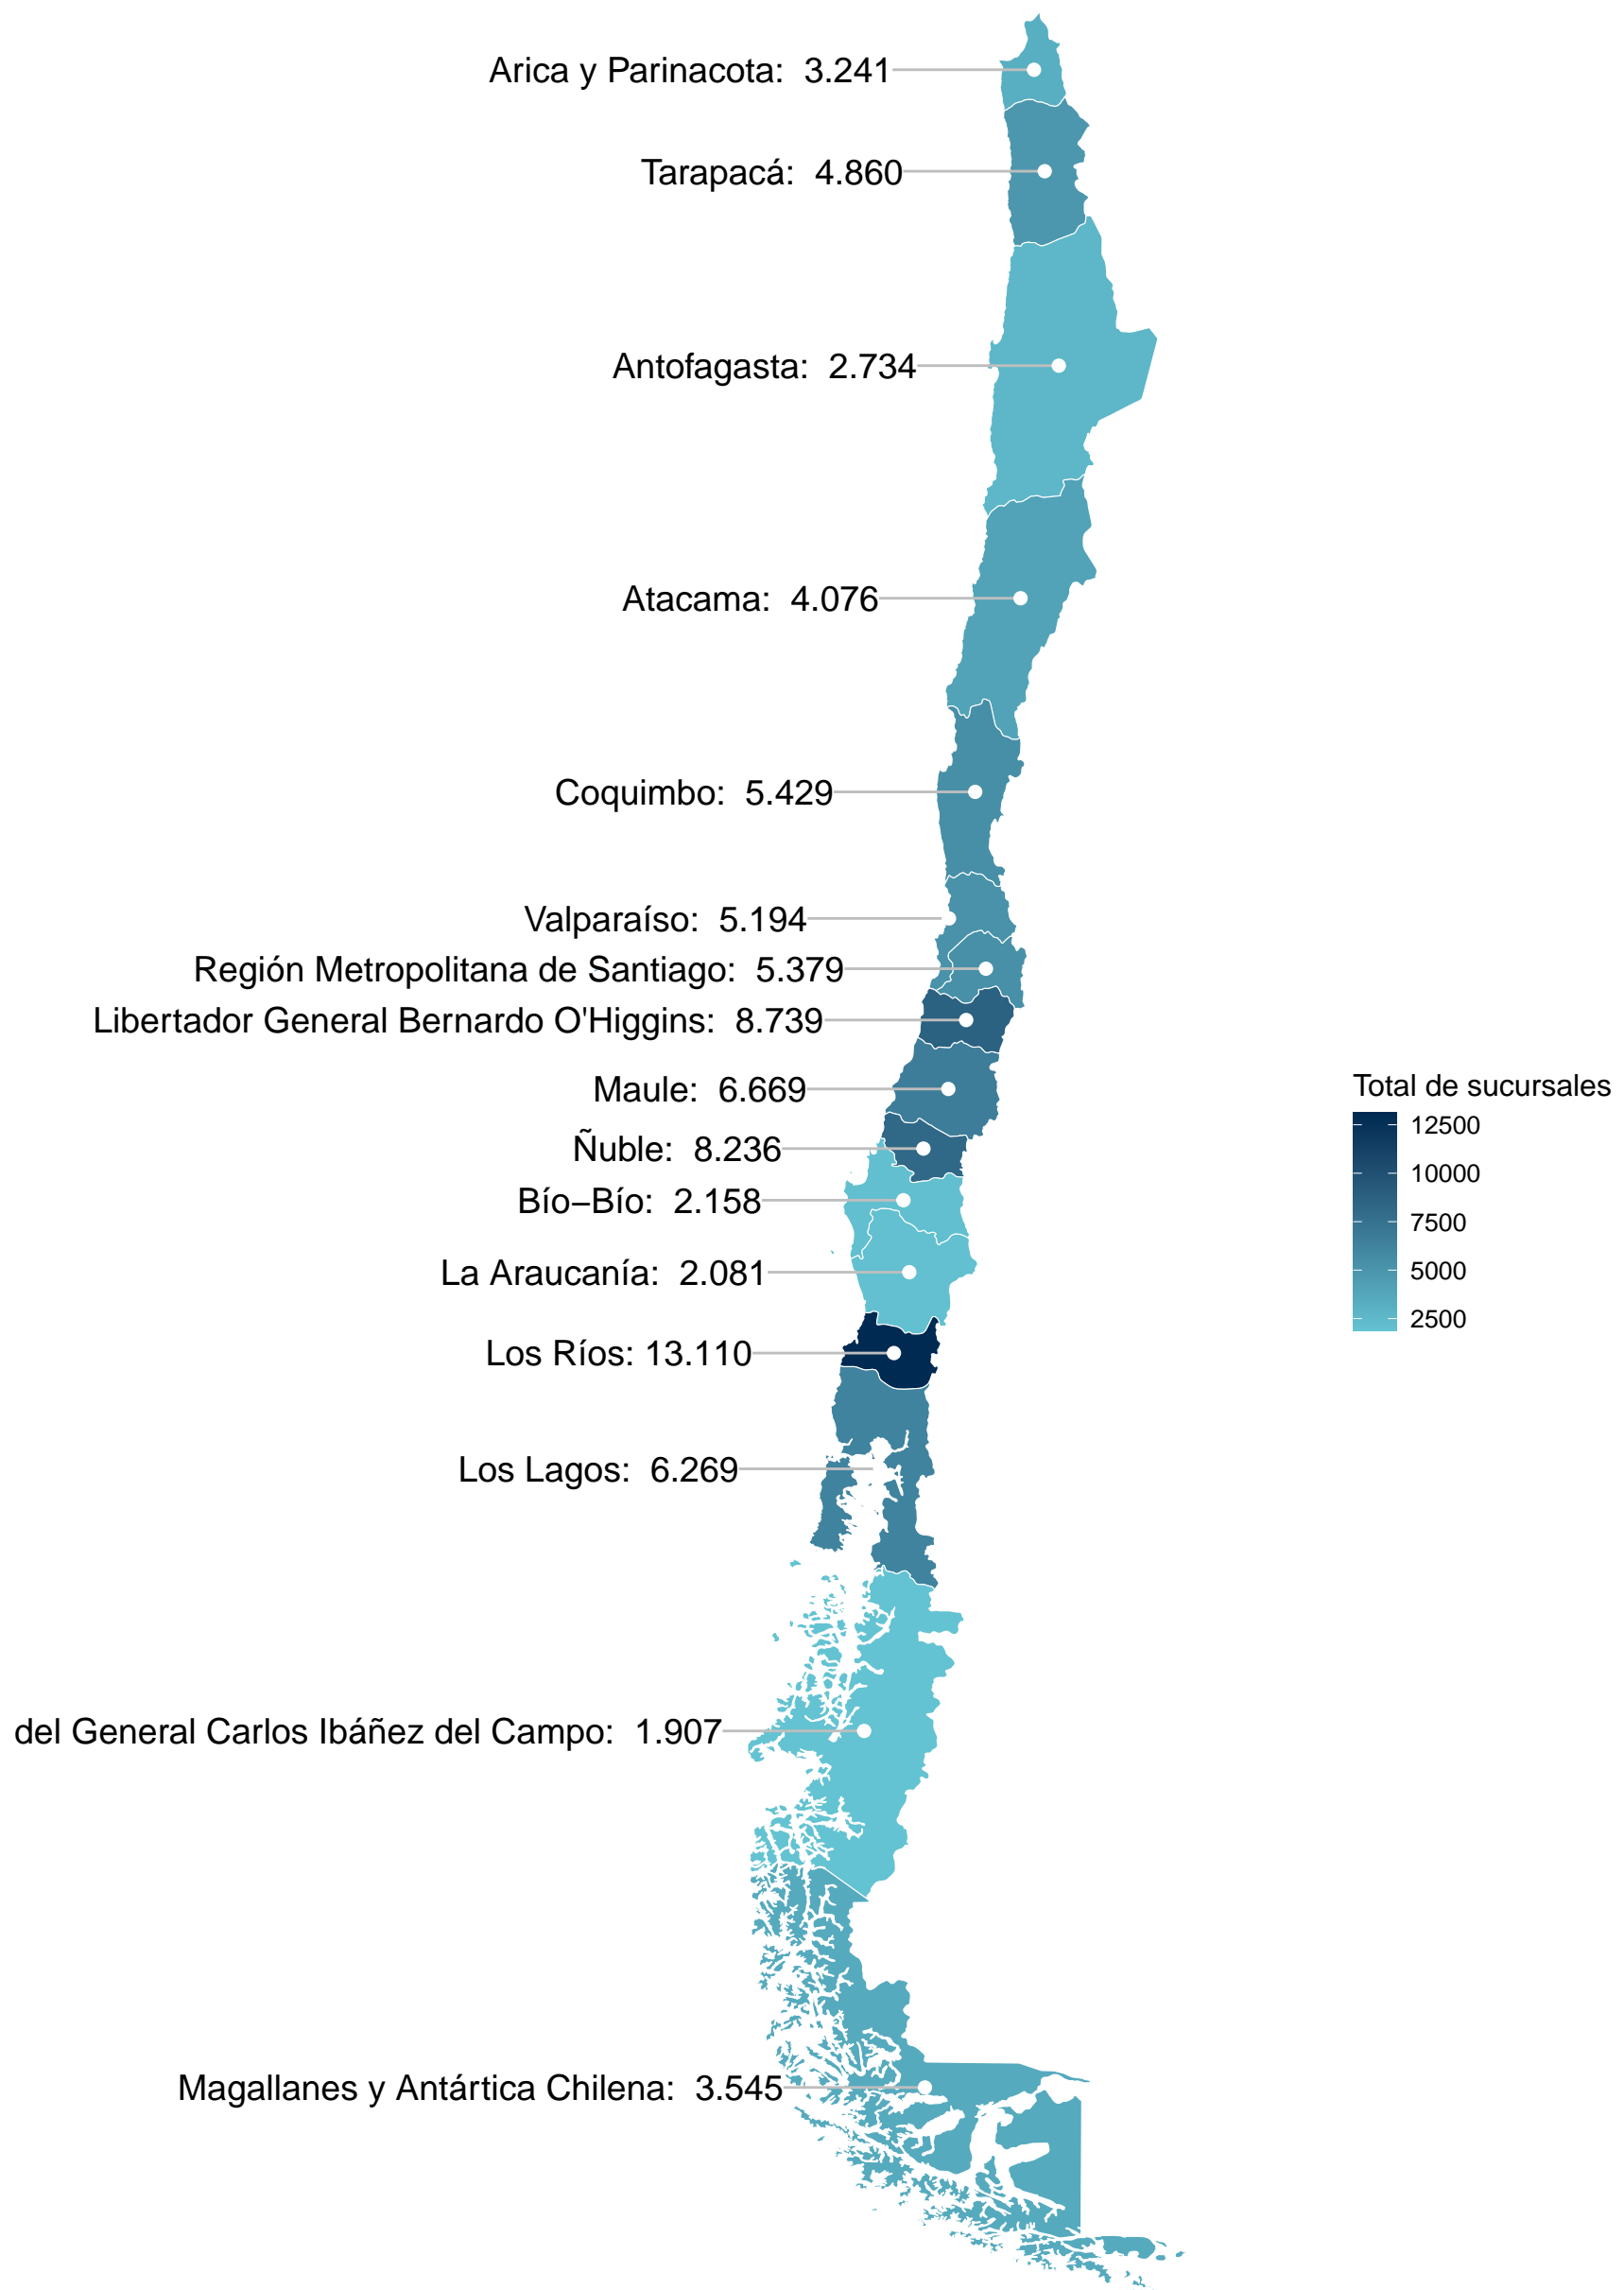 Arica y Parinacota: 3.241
Tarapacá: 4.860
Antofagasta: 2.734
Atacama: 4.076
Coquimbo: 5.429
Valparaíso: 5.194
Región Metropolitana de Santiago: 5.379
Libertador General Bernardo O'Higgins: 8.739
Maule: 6.669
Ñuble: 8.236
Bío−Bío: 2.158
La Araucanía: 2.081
Los Ríos: 13.110
Los Lagos: 6.269
del General Carlos Ibáñez del Campo: 1.907
Magallanes y Antártica Chilena: 3.545
Total de sucursales
12500
10000
7500
5000
2500